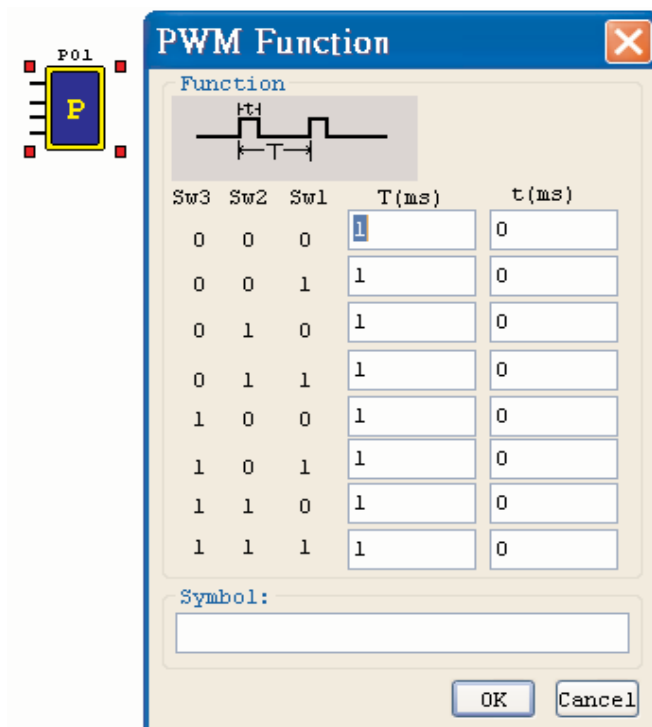 P01
P
PWM Function
Function
t
T
Sw3 Sw2 Sw1 T(ms) t(ms)
0 0 0 1 0
0 0 1 1 0
0 1 0 1 0
0 1 1 1 0
1 0 0 1 0
1 0 1 1 0
1 1 0 1 0
1 1 1 1 0
Symbol:
OK Cancel